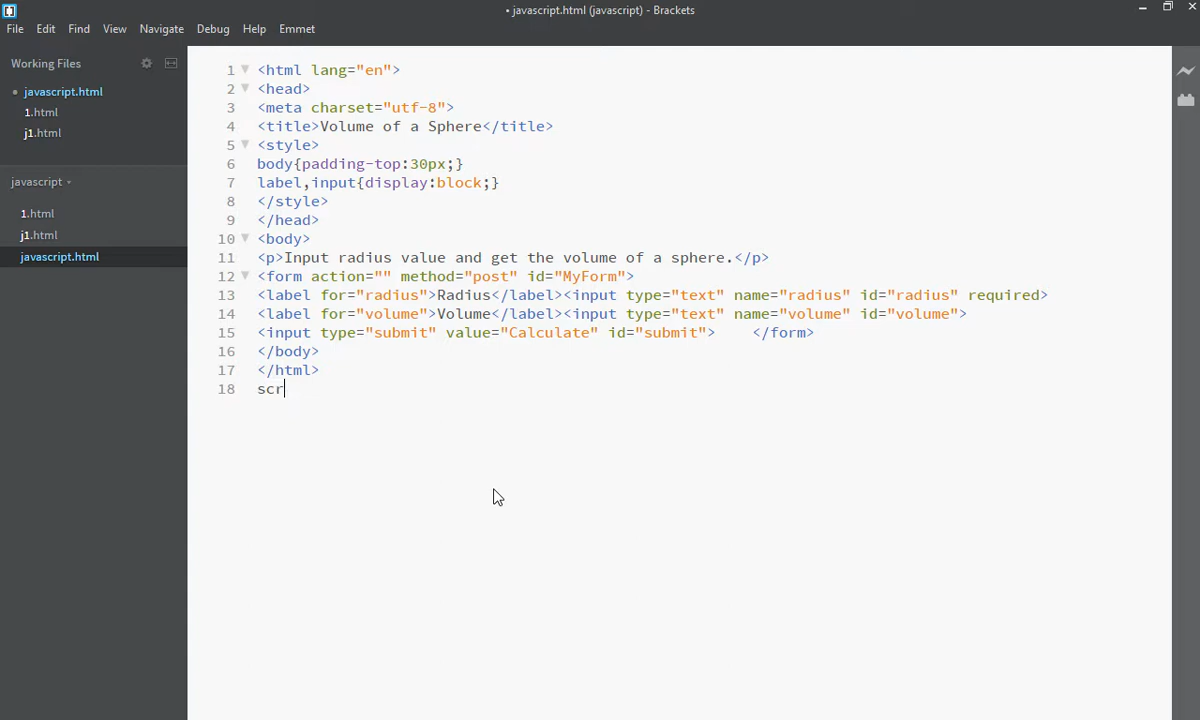 • javascript.html (javascript) - Brackets
File Edit Find View Navigate Debug Help Emmet
Working Files
• javascript.html
1.html
j1.html
javascript
1.html
j1.html
javascript.html
1 <html lang="en">
2 <head>
3 <meta charset="utf-8">
4 <title>Volume of a Sphere</title>
5 <style>
6 body{padding-top:30px;}
7 label,input{display:block;}
8 </style>
9 </head>
10 <body>
11 <p>Input radius value and get the volume of a sphere.</p>
12 <form action="" method="post" id="MyForm">
13 <label for="radius">Radius</label><input type="text" name="radius" id="radius" required>
14 <label for="volume">Volume</label><input type="text" name="volume" id="volume">
15 <input type="submit" value="Calculate" id="submit">    </form>
16 </body>
17 </html>
18 scr